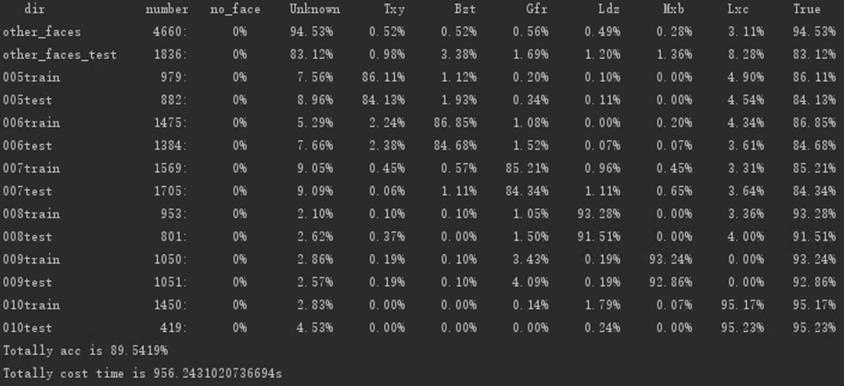 dir number no_face Unknown Txy Bzt Gfr Ldz Mxb Lxc True
other_faces 4660: 0% 94.53% 0.52% 0.52% 0.56% 0.49% 0.28% 3.11% 94.53%
other_faces_test 1836: 0% 83.12% 0.98% 3.38% 1.69% 1.20% 1.36% 8.28% 83.12%
005train 979: 0% 7.56% 86.11% 1.12% 0.20% 0.10% 0.00% 4.90% 86.11%
005test 882: 0% 8.96% 84.13% 1.93% 0.34% 0.11% 0.00% 4.54% 84.13%
006train 1475: 0% 5.29% 2.24% 86.85% 1.08% 0.00% 0.20% 4.34% 86.85%
006test 1384: 0% 7.66% 2.38% 84.68% 1.52% 0.07% 0.07% 3.61% 84.68%
007train 1569: 0% 9.05% 0.45% 0.57% 85.21% 0.96% 0.45% 3.31% 85.21%
007test 1705: 0% 9.09% 0.06% 1.11% 84.34% 1.11% 0.65% 3.64% 84.34%
008train 953: 0% 2.10% 0.10% 0.10% 1.05% 93.28% 0.00% 3.36% 93.28%
008test 801: 0% 2.62% 0.37% 0.00% 1.50% 91.51% 0.00% 4.00% 91.51%
009train 1050: 0% 2.86% 0.19% 0.10% 3.43% 0.19% 93.24% 0.00% 93.24%
009test 1051: 0% 2.57% 0.19% 0.10% 4.09% 0.19% 92.86% 0.00% 92.86%
010train 1450: 0% 2.83% 0.00% 0.00% 0.14% 1.79% 0.07% 95.17% 95.17%
010test 419: 0% 4.53% 0.00% 0.00% 0.00% 0.24% 0.00% 95.23% 95.23%
Totally acc is 89.5419%
Totally cost time is 956.2431020736694s